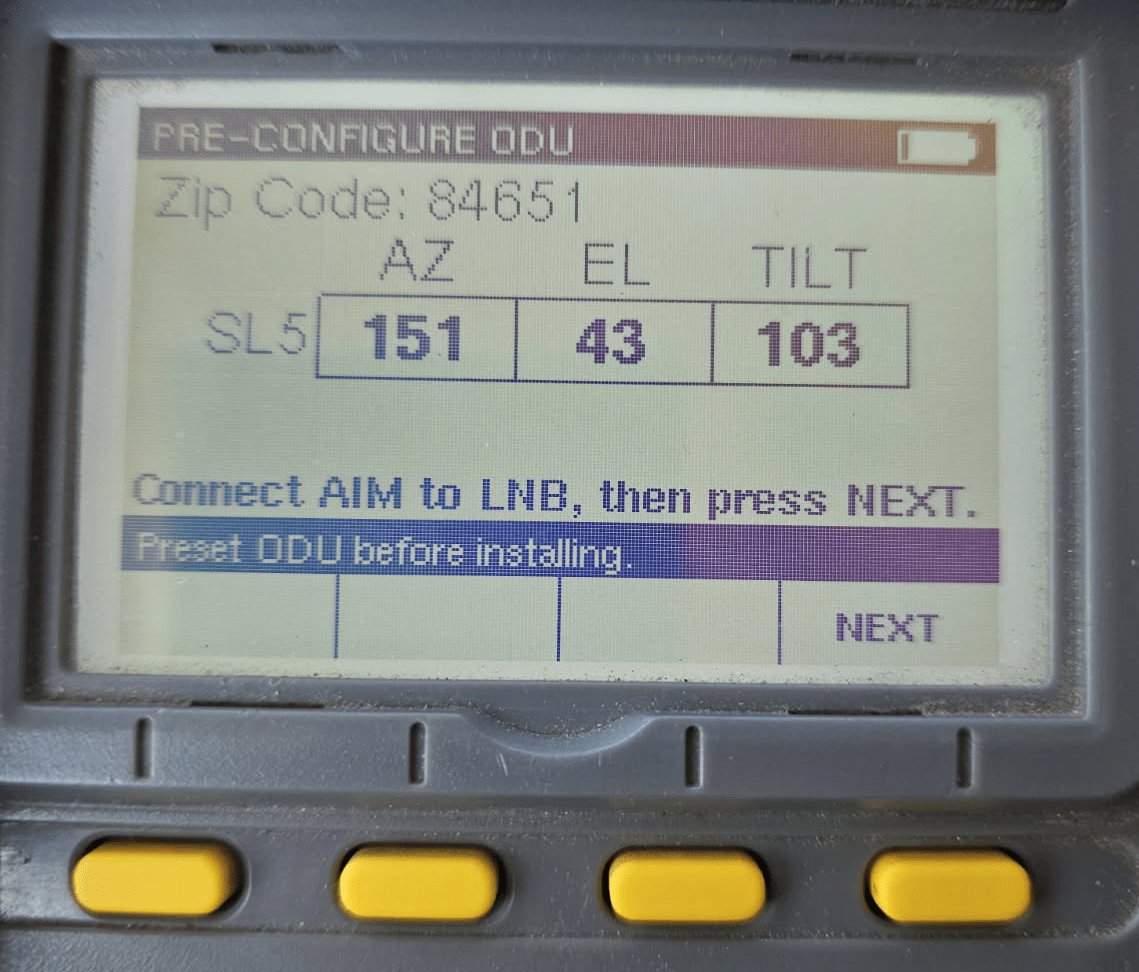 PRE-CONFIGURE ODU
Zip Code: 84651
AZ EL TILT
SL5 151 43 103
Connect AIM to LNB, then press NEXT.
Preset ODU before installing.
NEXT